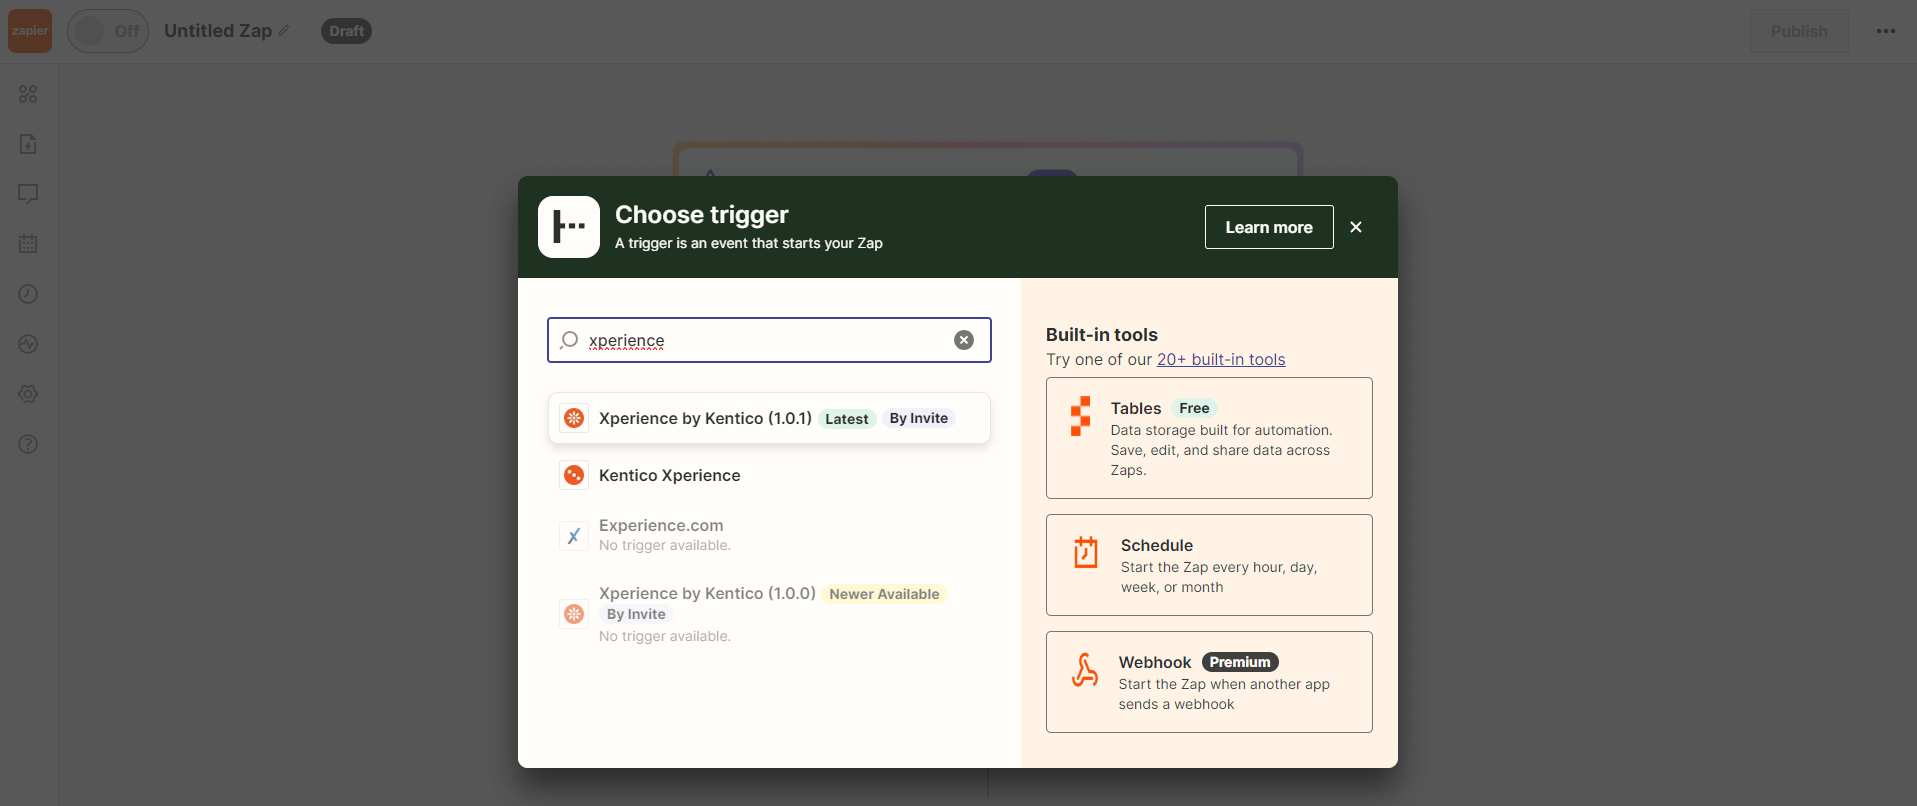 zapier
Off
Untitled Zap
Draft
Publish
Choose trigger
A trigger is an event that starts your Zap
Learn more
xperience
Xperience by Kentico (1.0.1) Latest By Invite
Kentico Xperience
Experience.com
No trigger available.
Xperience by Kentico (1.0.0) Newer Available
By Invite
No trigger available.
Built-in tools
Try one of our 20+ built-in tools
Tables Free
Data storage built for automation.
Save, edit, and share data across
Zaps.
Schedule
Start the Zap every hour, day,
week, or month
Webhook Premium
Start the Zap when another app
sends a webhook